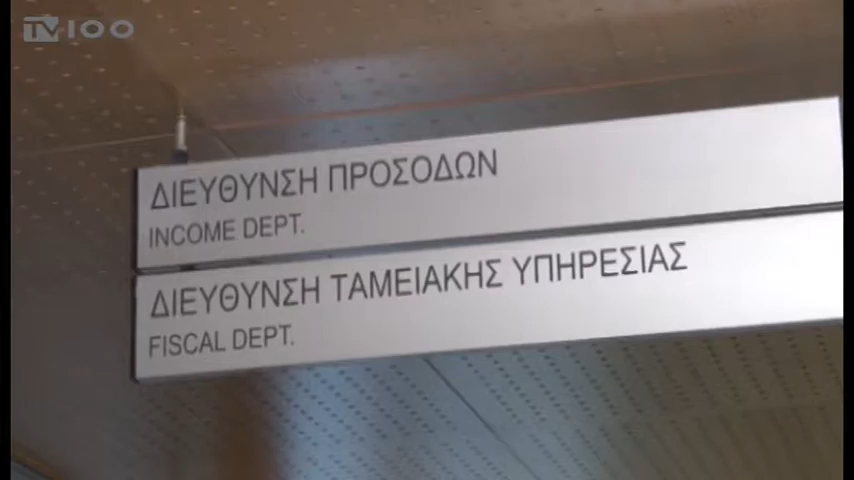 TV100
ΔΙΕΥΘΥΝΣΗ ΠΡΟΣΟΔΩΝ
INCOME DEPT.
ΔΙΕΥΘΥΝΣΗ ΤΑΜΕΙΑΚΗΣ ΥΠΗΡΕΣΙΑΣ
FISCAL DEPT.